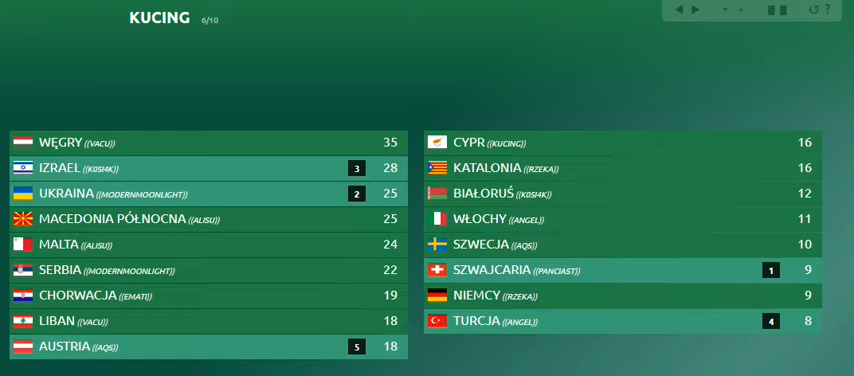 KUCING 6/10
?
WĘGRY ((VACU)) 35
IZRAEL ((K0SI4K)) 3 28
UKRAINA ((MODERNMOONLIGHT)) 2 25
MACEDONIA PÓŁNOCNA ((ALISU)) 25
MALTA ((ALISU)) 24
SERBIA ((MODERNMOONLIGHT)) 22
CHORWACJA ((EMATI)) 19
LIBAN ((VACU)) 18
AUSTRIA ((AQS)) 5 18
CYPR ((KUCING)) 16
KATALONIA ((RZEKA)) 16
BIAŁORUŚ ((K0SI4K)) 12
WŁOCHY ((ANGEL)) 11
SZWECJA ((AQS)) 10
SZWAJCARIA ((PANCIAST)) 1 9
NIEMCY ((RZEKA)) 9
TURCJA ((ANGEL)) 4 8